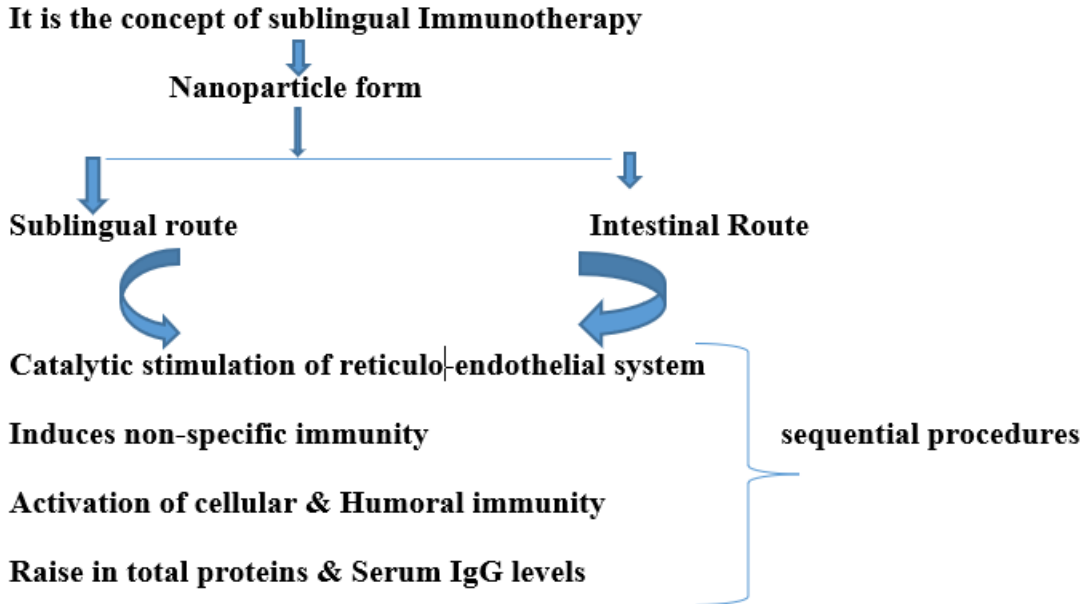 It is the concept of sublingual Immunotherapy
Nanoparticle form
Sublingual route
Intestinal Route
Catalytic stimulation of reticulo-endothelial system
Induces non-specific immunity
sequential procedures
Activation of cellular & Humoral immunity
Raise in total proteins & Serum IgG levels